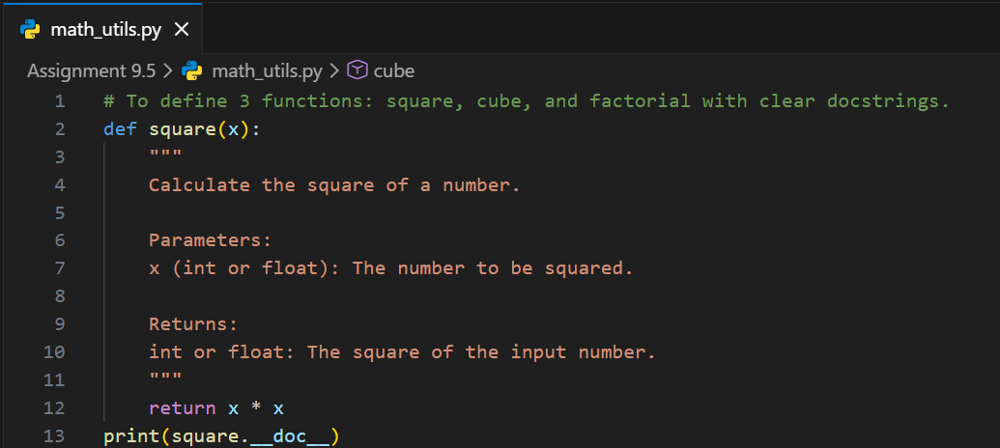 math_utils.py ×
Assignment 9.5 > math_utils.py > cube
1 # To define 3 functions: square, cube, and factorial with clear docstrings.
2 def square(x):
3     """
4     Calculate the square of a number.
5
6     Parameters:
7     x (int or float): The number to be squared.
8
9     Returns:
10     int or float: The square of the input number.
11     """
12     return x * x
13 print(square.__doc__)